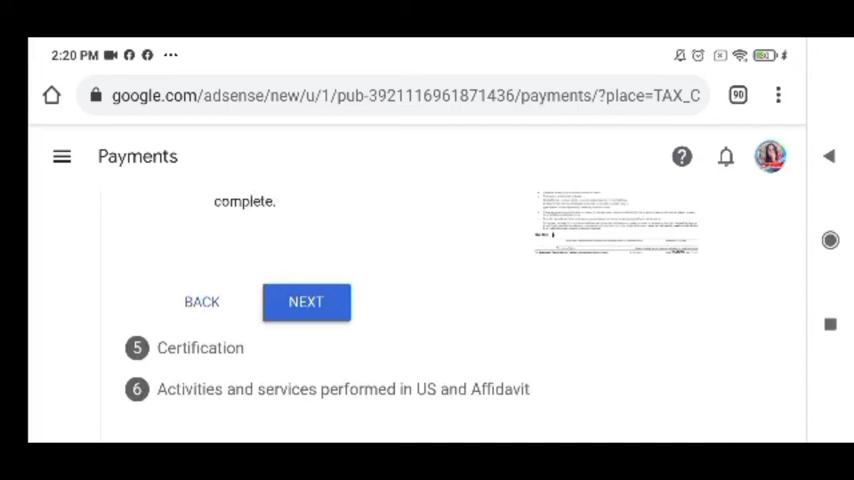 2:20 PM
90
google.com/adsense/new/u/1/pub-3921116961871436/payments/?place=TAX_C
Payments
complete.
BACK NEXT
5 Certification
6 Activities and services performed in US and Affidavit